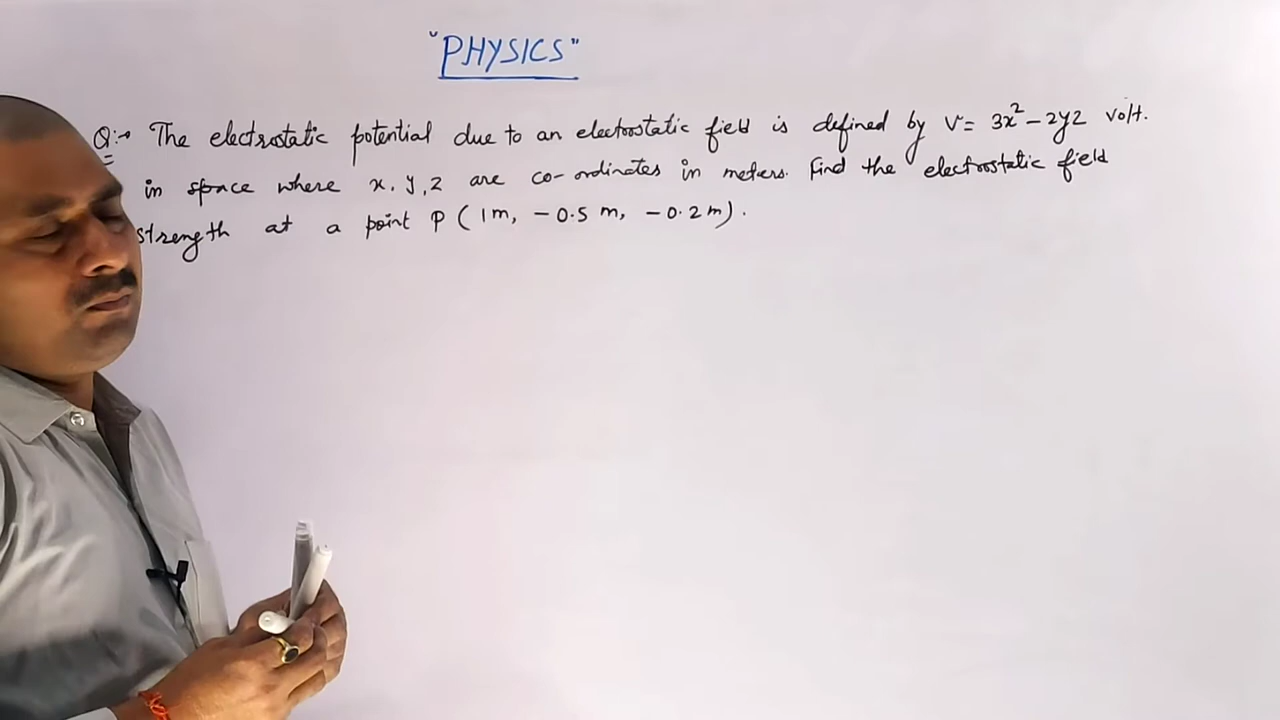 "PHYSICS"
Q:→ The electrostatic potential due to an electrostatic field is defined by V = 3x² - 2yz volt.
in space where x, y, z are co-ordinates in meters. Find the electrostatic field
strength at a point P (1m, -0.5 m, -0.2m).